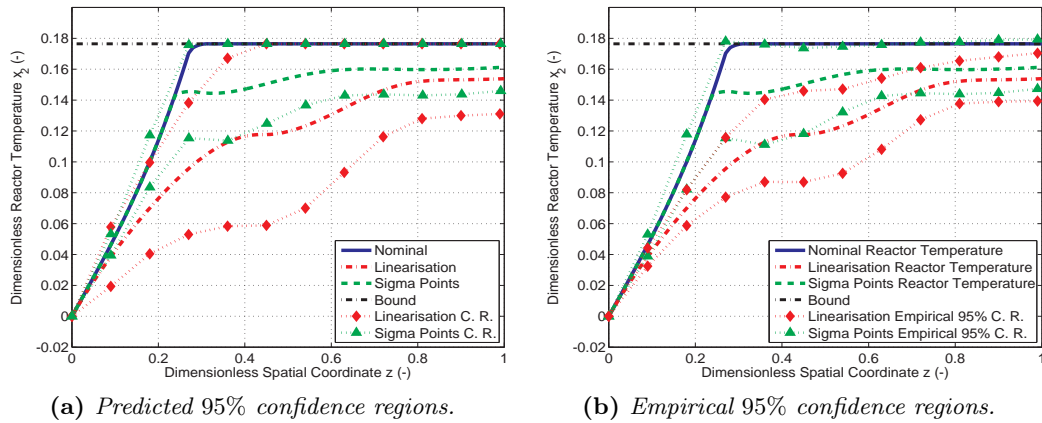 0.18
0.16
0.14
0.12
0.1
0.08
0.06
0.04
0.02
0
-0.02
Dimensionless Reactor Temperature x2 (-)
Nominal
Linearisation
Sigma Points
Bound
Linearisation C. R.
Sigma Points C. R.
0 0.2 0.4 0.6 0.8 1
Dimensionless Spatial Coordinate z (-)
(a) Predicted 95% confidence regions.
0.18
0.16
0.14
0.12
0.1
0.08
0.06
0.04
0.02
0
-0.02
Dimensionless Reactor Temperature x2 (-)
Nominal Reactor Temperature
Linearisation Reactor Temperature
Sigma Points Reactor Temperature
Bound
Linearisation Empirical 95% C. R.
Sigma Points Empirical 95% C. R.
0 0.2 0.4 0.6 0.8 1
Dimensionless Spatial Coordinate z (-)
(b) Empirical 95% confidence regions.